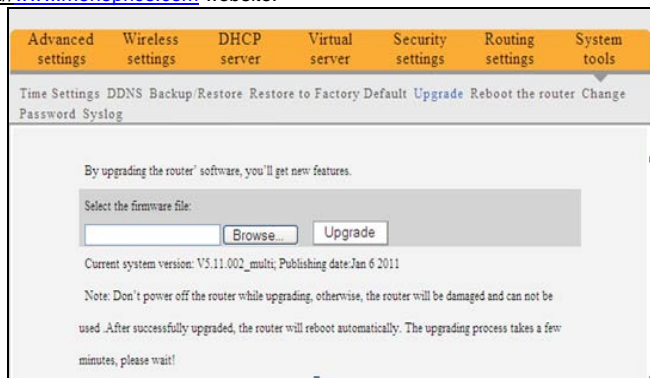 www.monoprice.com website.
Advanced settings
Wireless settings
DHCP server
Virtual server
Security settings
Routing settings
System tools
Time Settings DDNS Backup/Restore Restore to Factory Default Upgrade Reboot the router Change
Password Syslog
By upgrading the router' software, you'll get new features.
Select the firmware file:
Browse... Upgrade
Current system version: V5.11.002_multi; Publishing date:Jan 6 2011
Note: Don't power off the router while upgrading, otherwise, the router will be damaged and can not be
used .After successfully upgraded, the router will reboot automatically. The upgrading process takes a few
minutes, please wait!